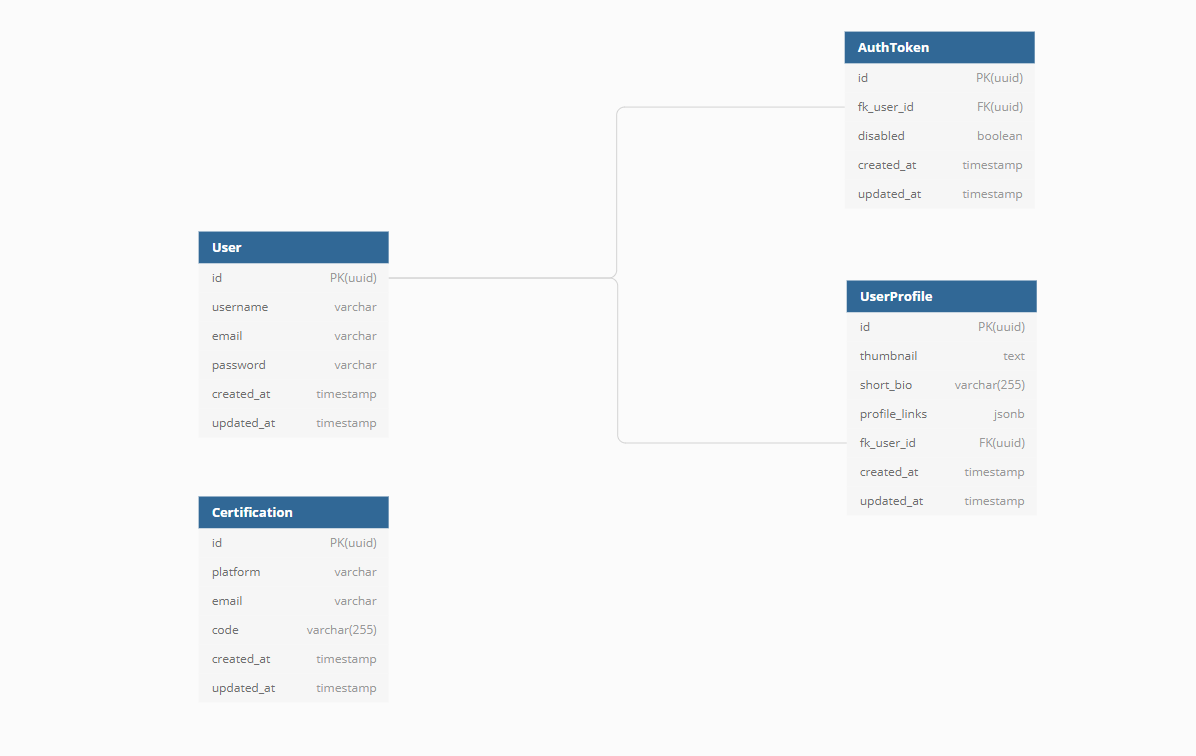 AuthToken
id PK(uuid)
fk_user_id FK(uuid)
disabled boolean
created_at timestamp
updated_at timestamp
User
id PK(uuid)
username varchar
email varchar
password varchar
created_at timestamp
updated_at timestamp
UserProfile
id PK(uuid)
thumbnail text
short_bio varchar(255)
profile_links jsonb
fk_user_id FK(uuid)
created_at timestamp
updated_at timestamp
Certification
id PK(uuid)
platform varchar
email varchar
code varchar(255)
created_at timestamp
updated_at timestamp